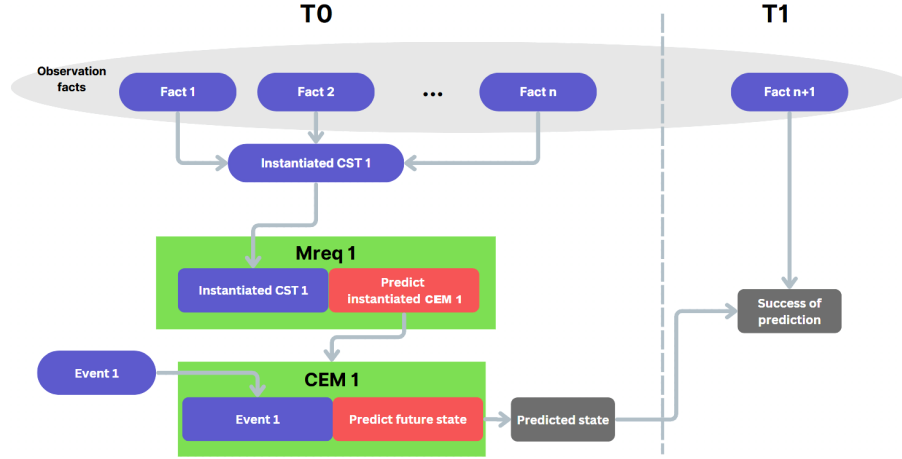 T0
T1
Observation
facts
Fact 1
Fact 2
...
Fact n
Fact n+1
Instantiated CST 1
Mreq 1
Instantiated CST 1
Predict
instantiated CEM 1
Success of
prediction
Event 1
CEM 1
Event 1
Predict future state
Predicted state